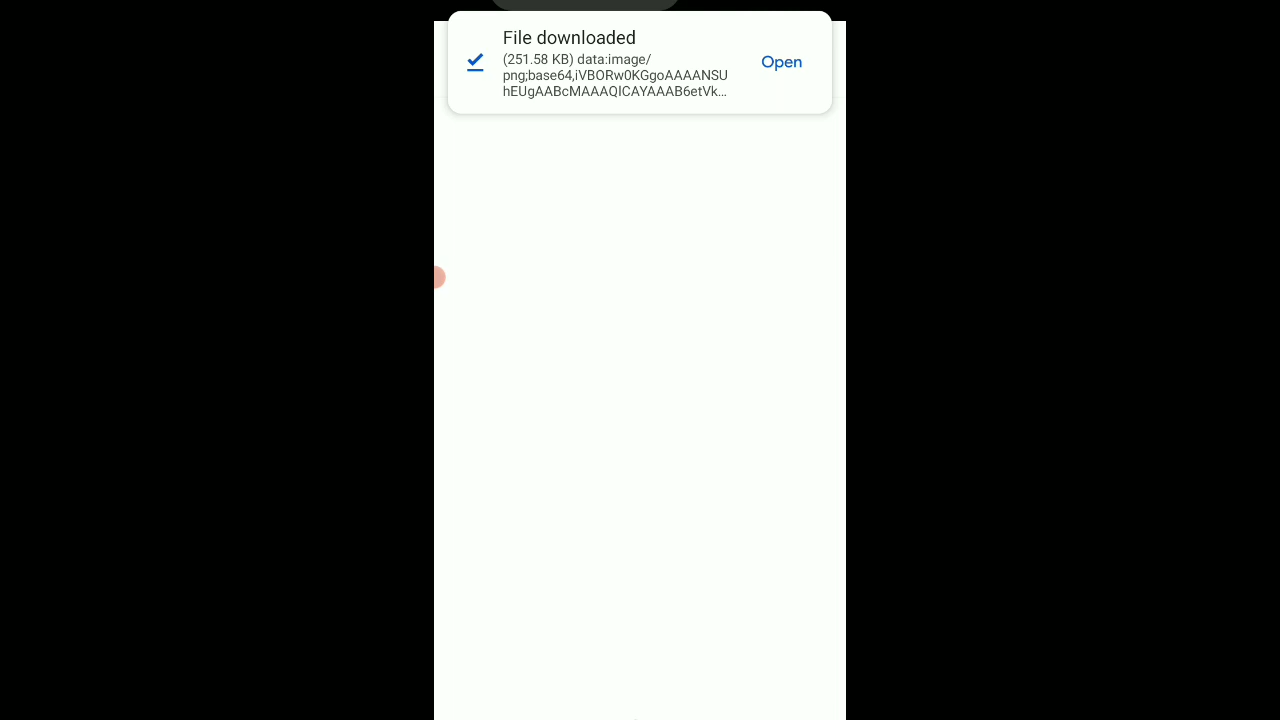 File downloaded
(251.58 KB) data:image/
png;base64,iVBORw0KGgoAAAANSU
hEUgAABcMAAAQICAYAAAB6etVk...
Open